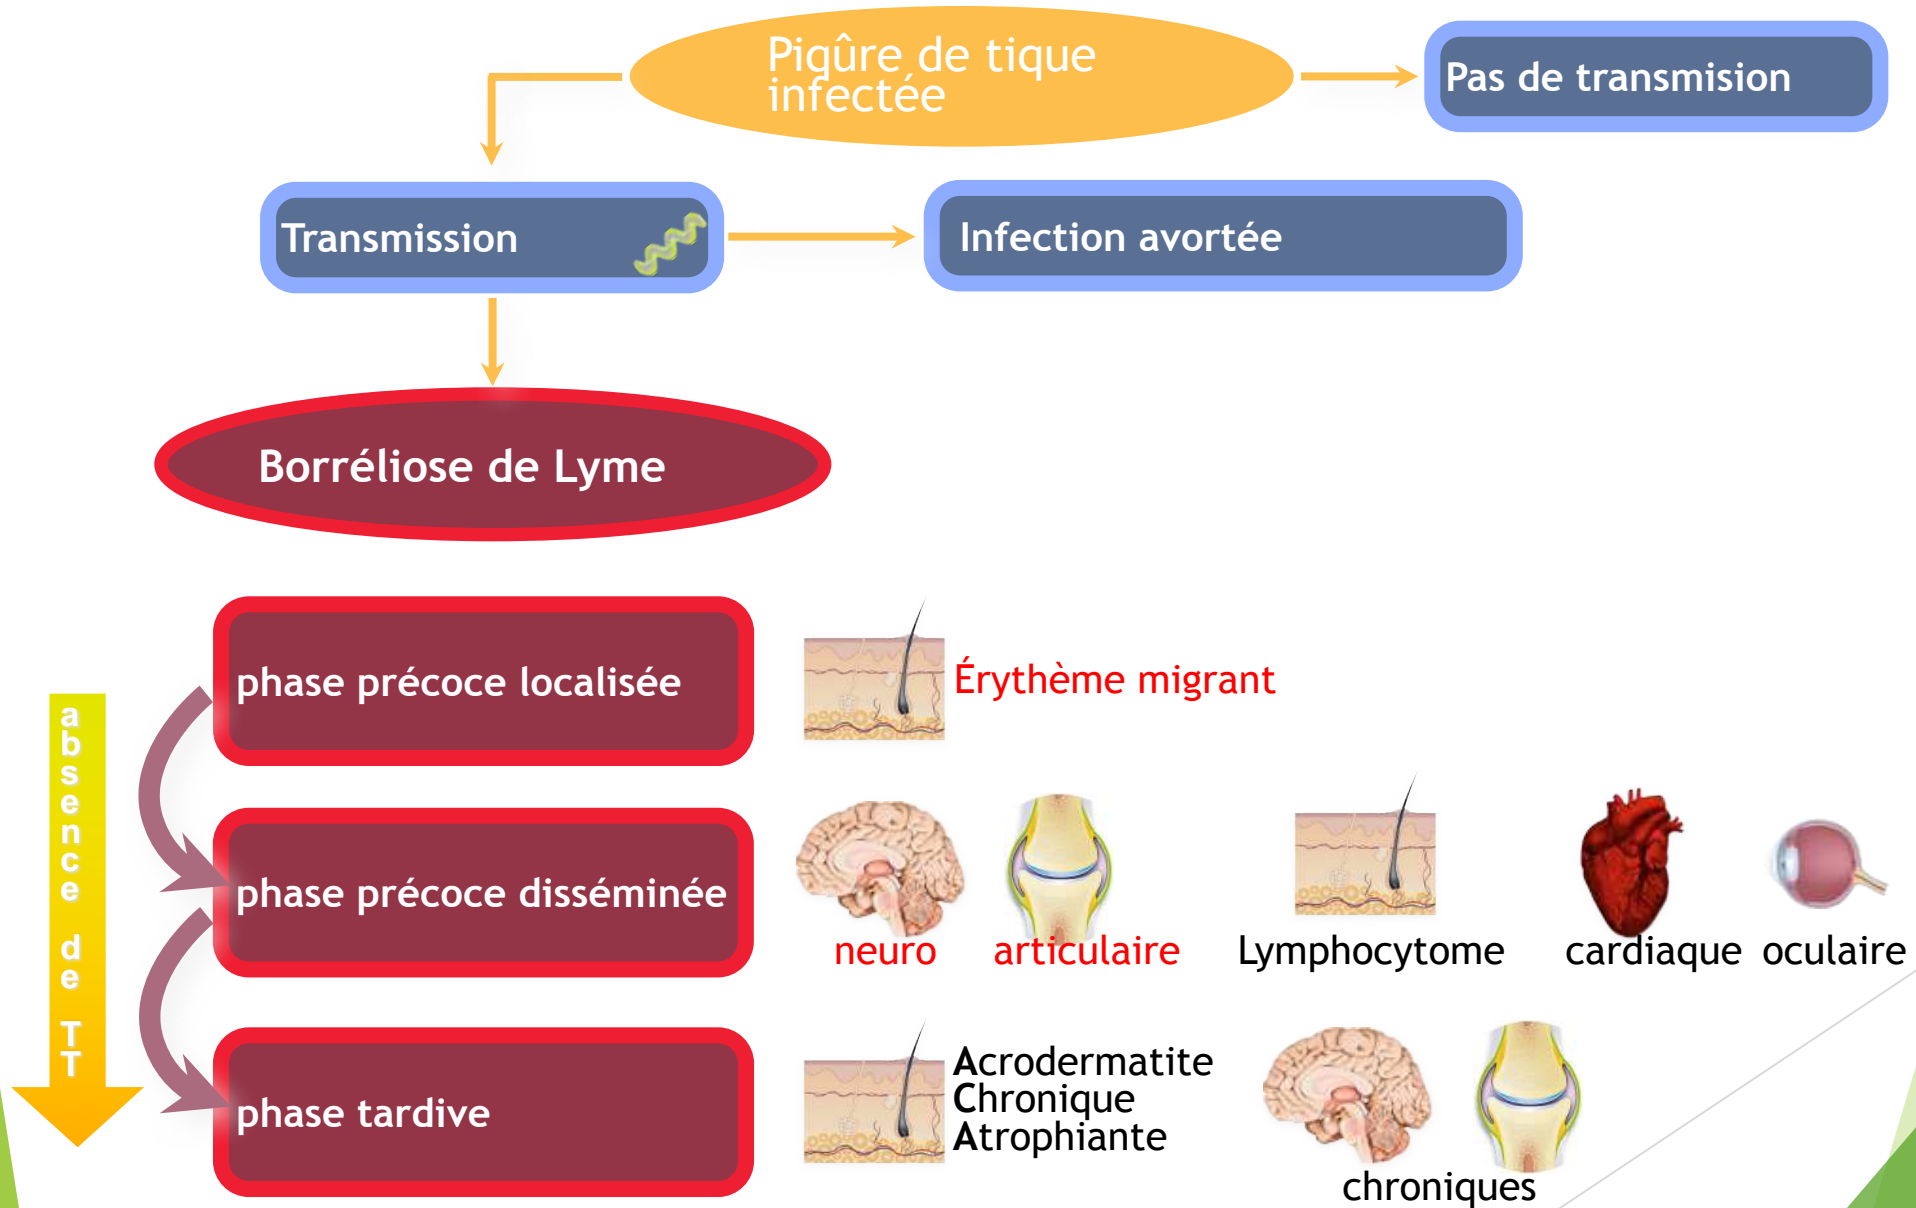 Piqûre de tique
infectée
Pas de transmision
Transmission
Infection avortée
Borréliose de Lyme
phase précoce localisée
Érythème migrant
absence de TT
phase précoce disséminée
neuro
articulaire
Lymphocytome
cardiaque
oculaire
phase tardive
Acrodermatite
Chronique
Atrophiante
chroniques